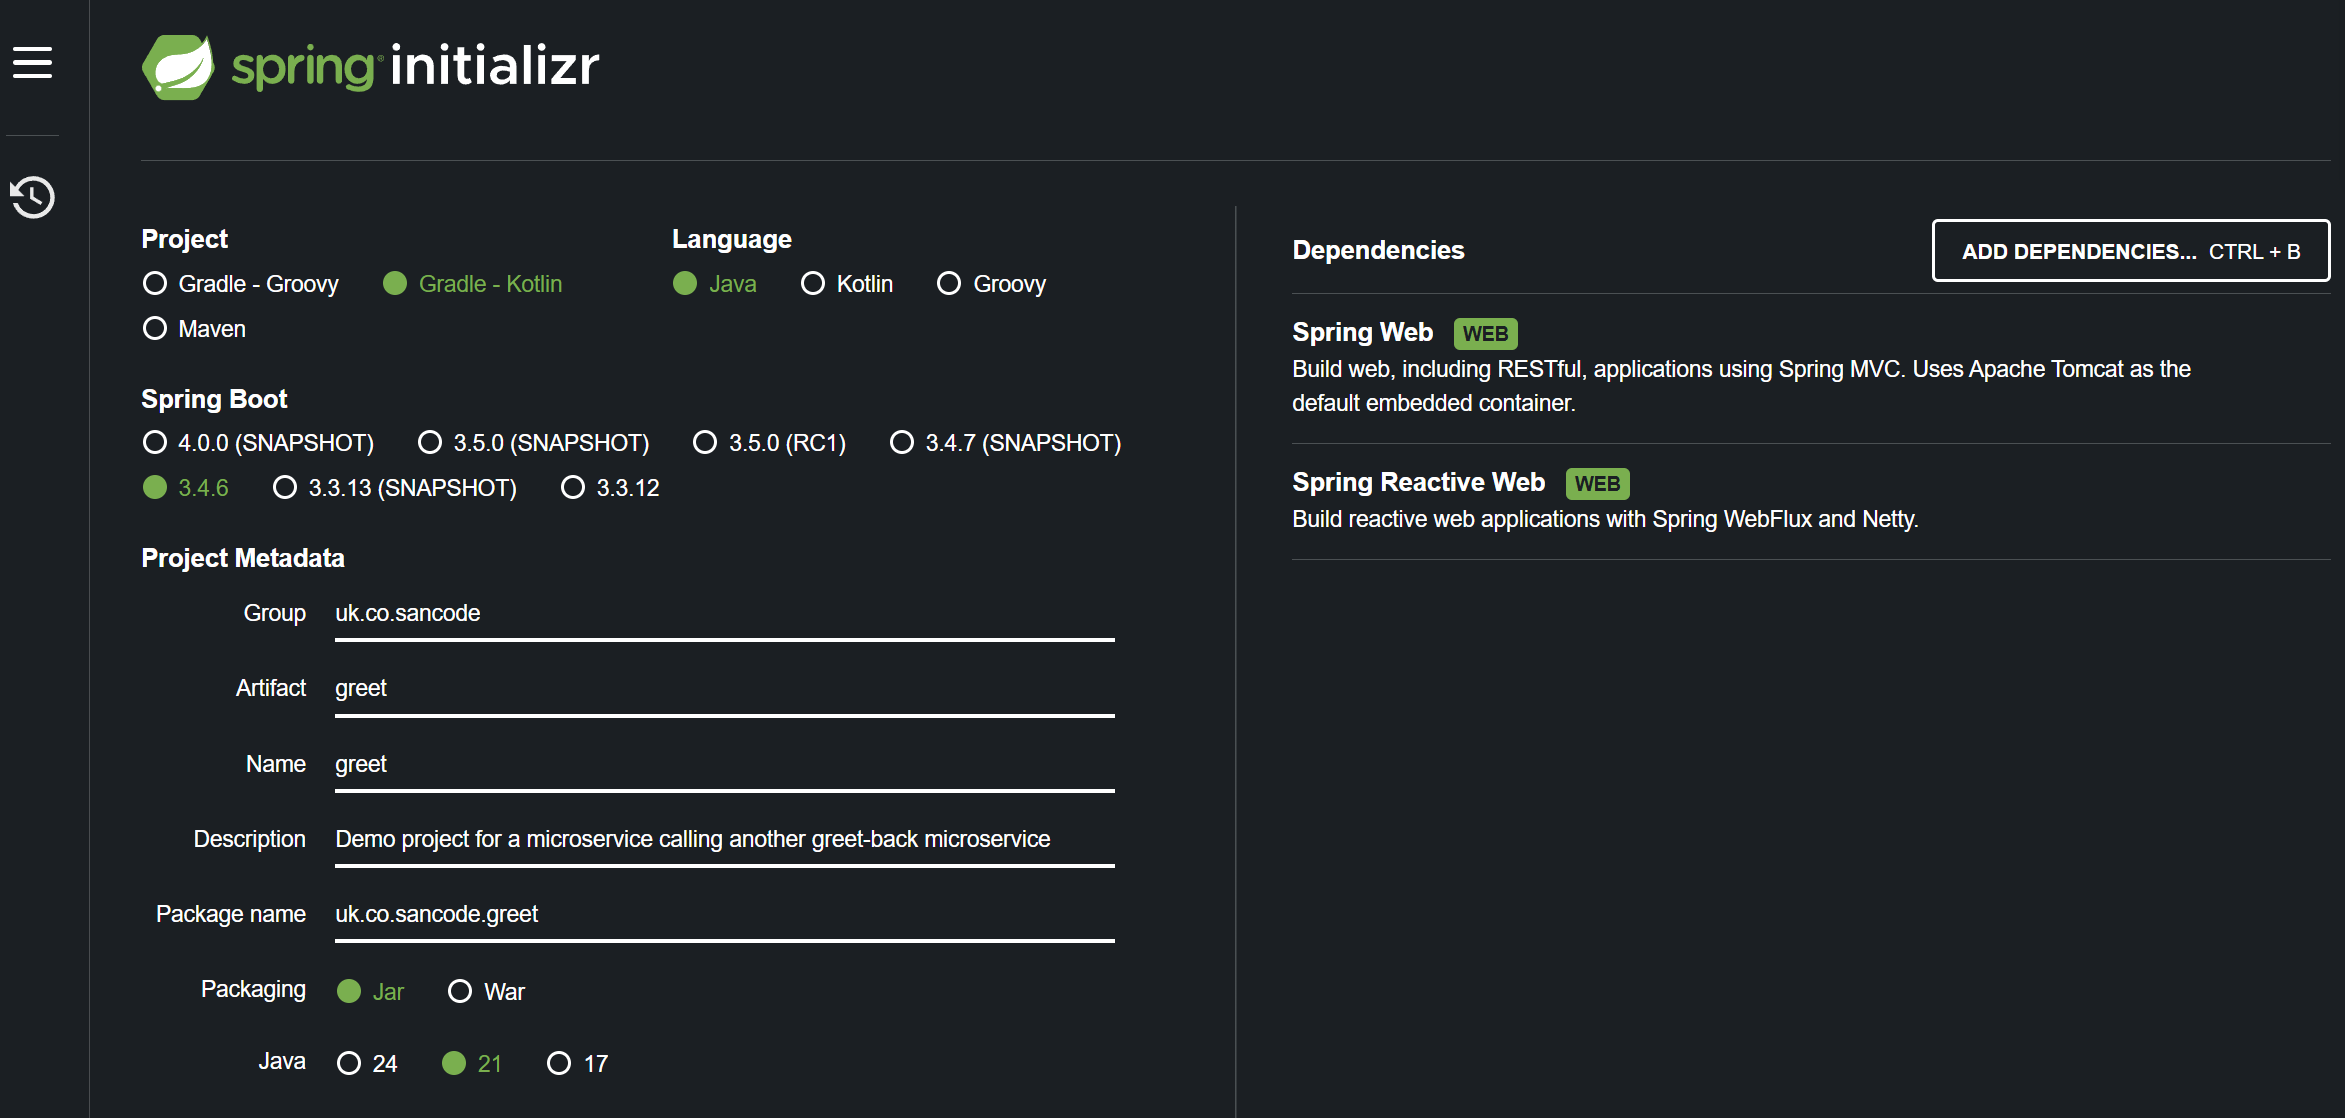 spring initializr
Project
Gradle - Groovy Gradle - Kotlin
Maven
Language
Java Kotlin Groovy
Spring Boot
4.0.0 (SNAPSHOT) 3.5.0 (SNAPSHOT) 3.5.0 (RC1) 3.4.7 (SNAPSHOT)
3.4.6 3.3.13 (SNAPSHOT) 3.3.12
Project Metadata
Group uk.co.sancode
Artifact greet
Name greet
Description Demo project for a microservice calling another greet-back microservice
Package name uk.co.sancode.greet
Packaging Jar War
Java 24 21 17
Dependencies ADD DEPENDENCIES... CTRL + B
Spring Web WEB
Build web, including RESTful, applications using Spring MVC. Uses Apache Tomcat as the
default embedded container.
Spring Reactive Web WEB
Build reactive web applications with Spring WebFlux and Netty.